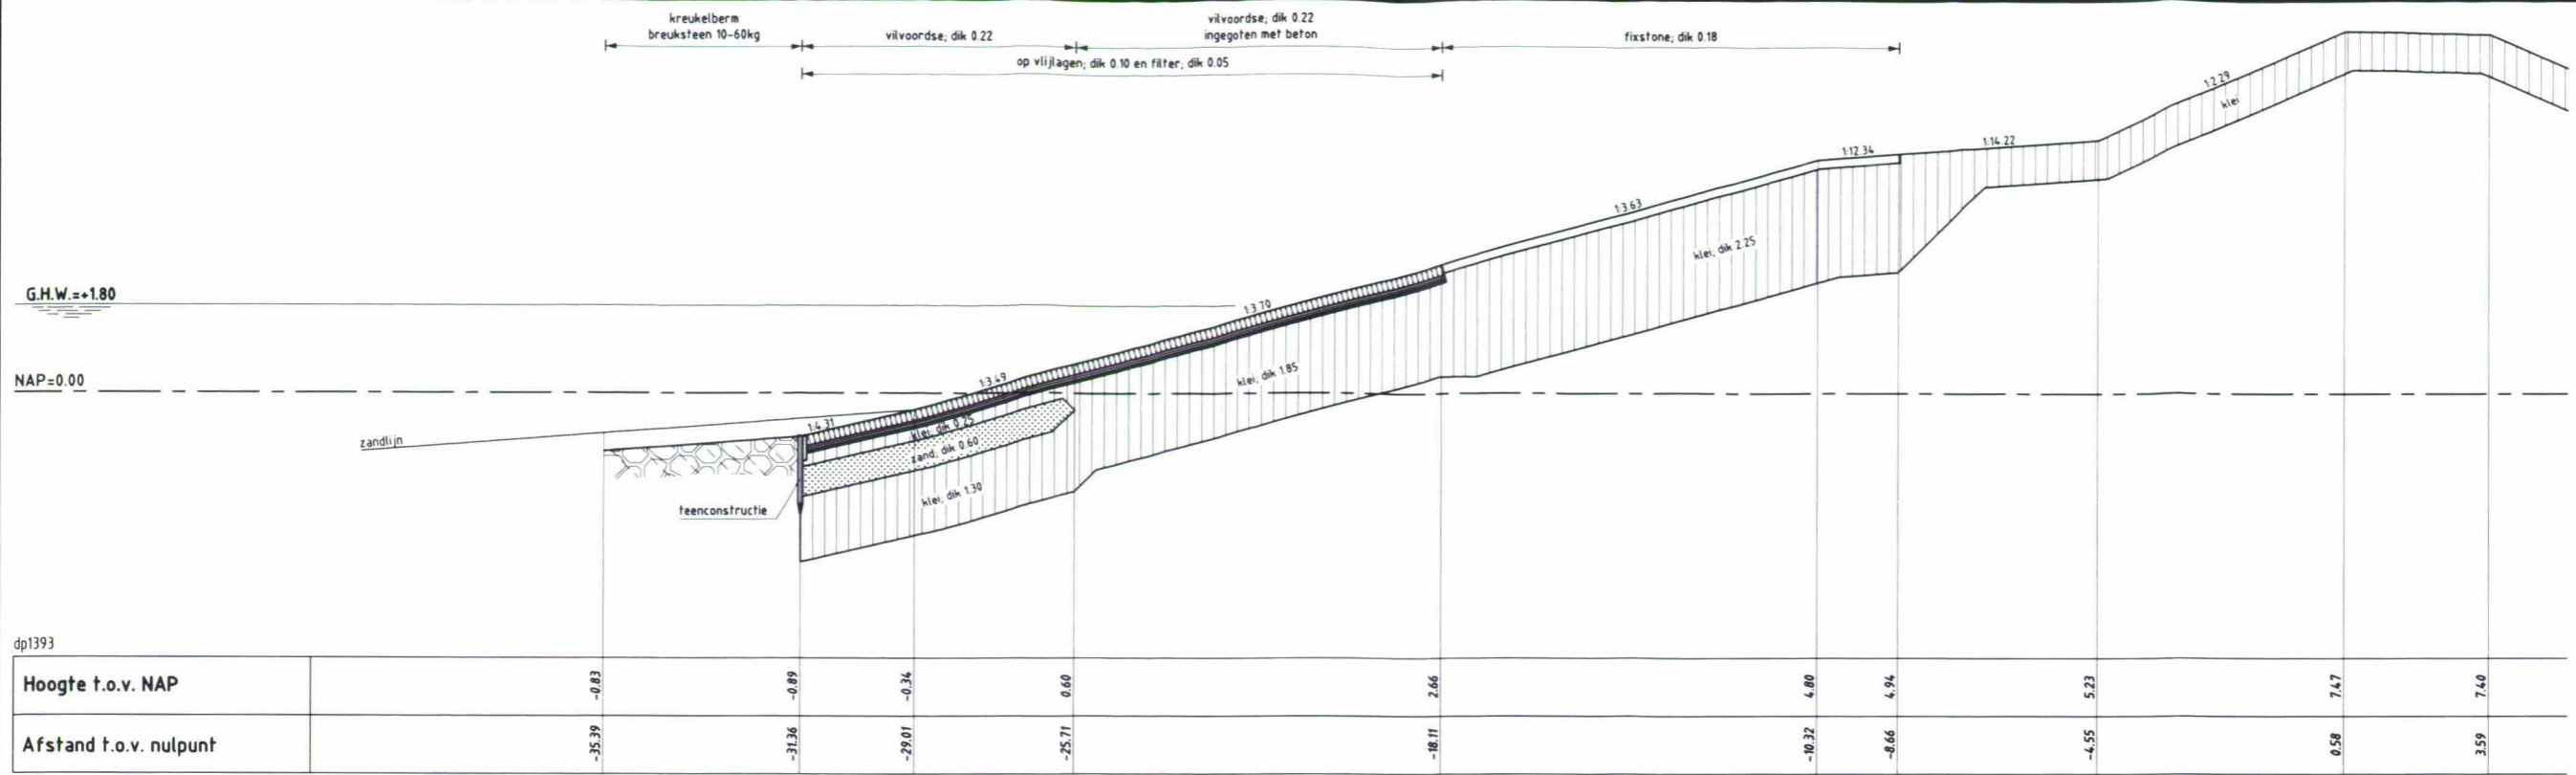 kreukelberm
breuksteen 10-60kg
vilvoordse; dik 0.22
vilvoordse; dik 0.22
ingegoten met beton
fixstone; dik 0.18
op vlijlagen; dik 0.10 en filter; dik 0.05
1:2.29
klei
1:14.22
1:12.34
1:3.63
klei; dik 2.25
G.H.W.=+1.80
1:3.70
klei; dik 1.85
NAP=0.00
1:3.49
1:4.31
klei; dik 0.25
zand; dik 0.60
klei; dik 1.30
zandlijn
teenconstructie
dp1393
Hoogte t.o.v. NAP -0.83 -0.89 -0.34 0.60 2.66 4.80 4.94 5.23 7.47 7.40
Afstand t.o.v. nulpunt -35.39 -31.36 -29.01 -25.71 -18.11 -10.32 -8.66 -4.55 0.58 3.59